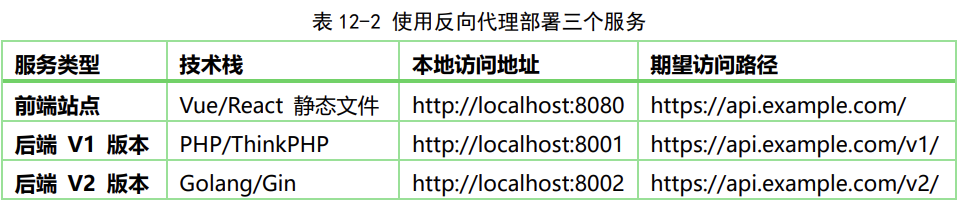 表 12-2 使用反向代理部署三个服务
服务类型 技术栈 本地访问地址 期望访问路径
前端站点 Vue/React 静态文件 http://localhost:8080 https://api.example.com/
后端 V1 版本 PHP/ThinkPHP http://localhost:8001 https://api.example.com/v1/
后端 V2 版本 Golang/Gin http://localhost:8002 https://api.example.com/v2/